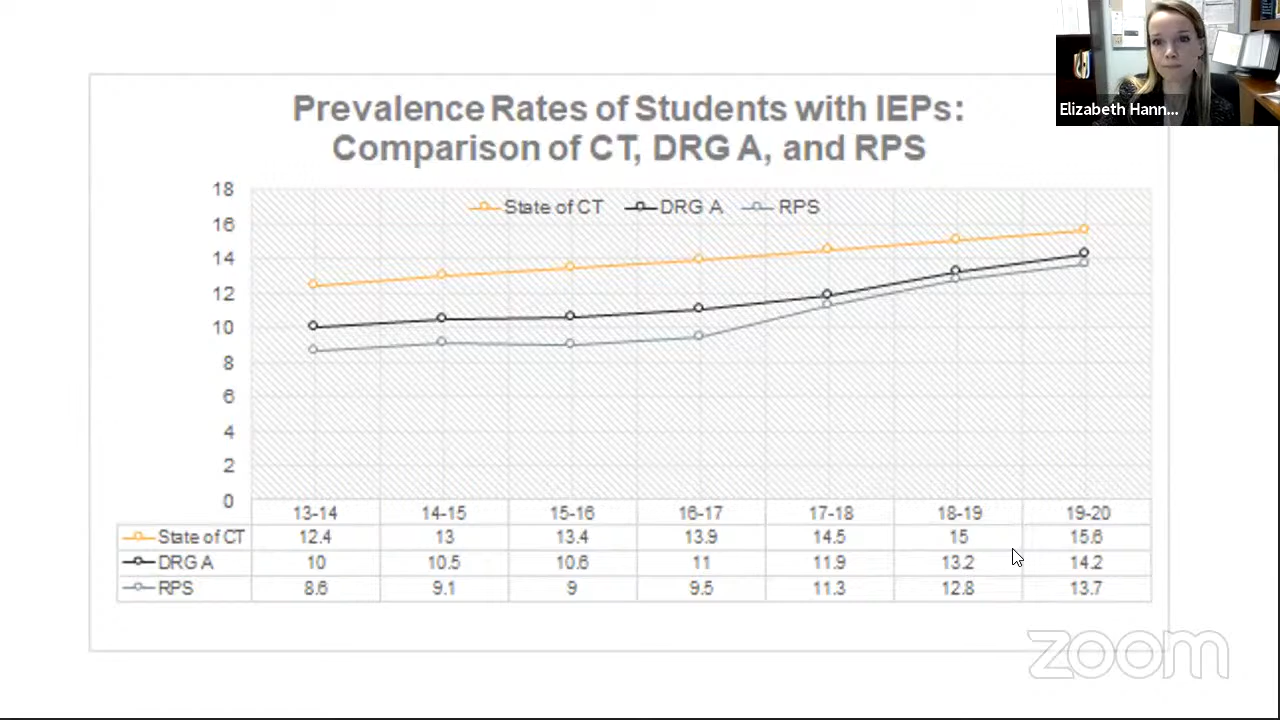 Elizabeth Hann...
Prevalence Rates of Students with IEPs:
Comparison of CT, DRG A, and RPS
State of CT DRG A RPS
18
16
14
12
10
8
6
4
2
0
13-14 14-15 15-16 16-17 17-18 18-19 19-20
State of CT 12.4 13 13.4 13.9 14.5 15 15.6
DRG A 10 10.5 10.6 11 11.9 13.2 14.2
RPS 8.6 9.1 9 9.5 11.3 12.8 13.7
zoom